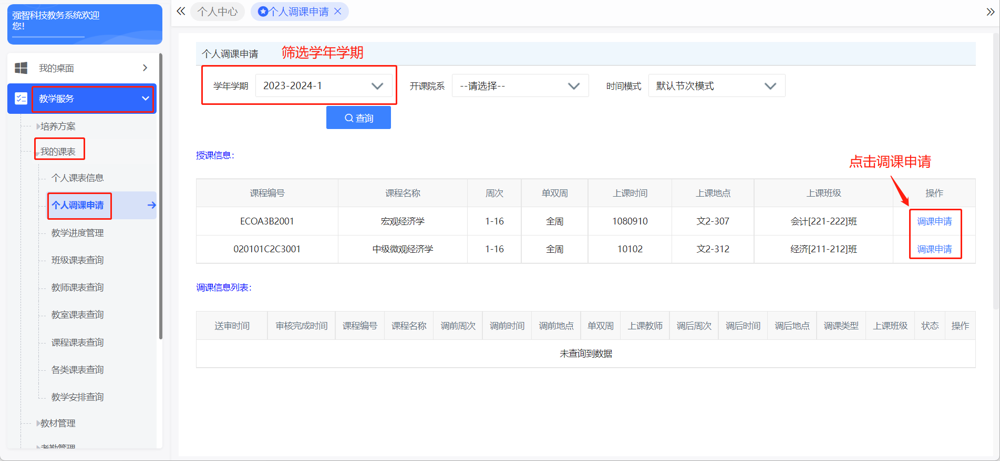 强智科技教务系统欢迎
您!
个人中心
个人调课申请
我的桌面
教学服务
培养方案
我的课表
个人课表信息
个人调课申请
教学进度管理
班级课表查询
教师课表查询
教室课表查询
课程课表查询
各类课表查询
教学安排查询
教材管理
考勤管理
个人调课申请 筛选学年学期
学年学期 2023-2024-1 开课院系 --请选择-- 时间模式 默认节次模式
查询
授课信息:
点击调课申请
课程编号 课程名称 周次 单双周 上课时间 上课地点 上课班级 操作
ECOA3B2001 宏观经济学 1-16 全周 1080910 文2-307 会计[221-222]班 调课申请
020101C2C3001 中级微观经济学 1-16 全周 10102 文2-312 经济[211-212]班 调课申请
调课信息列表:
送审时间 审核完成时间 课程编号 课程名称 调前周次 调前时间 调前地点 单双周 上课教师 调后周次 调后时间 调后地点 调课类型 上课班级 状态 操作
未查询到数据